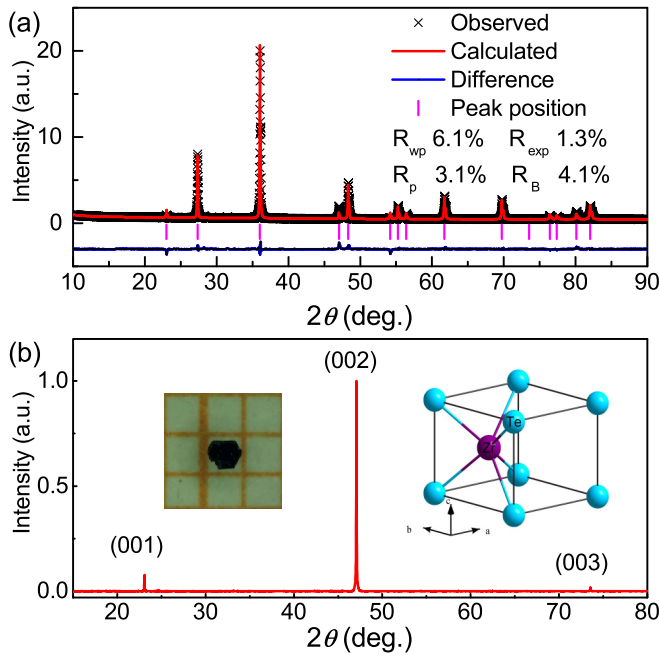 (a)
Observed
Calculated
Difference
Peak position
R_wp 6.1% R_exp 1.3%
R_p 3.1% R_B 4.1%
Intensity (a.u.)
20
10
0
10 20 30 40 50 60 70 80 90
2θ (deg.)
(b)
(002)
1.0
0.5
0.0
Intensity (a.u.)
(001)
(003)
Te
Zr
c
b
a
20 30 40 50 60 70 80
2θ (deg.)